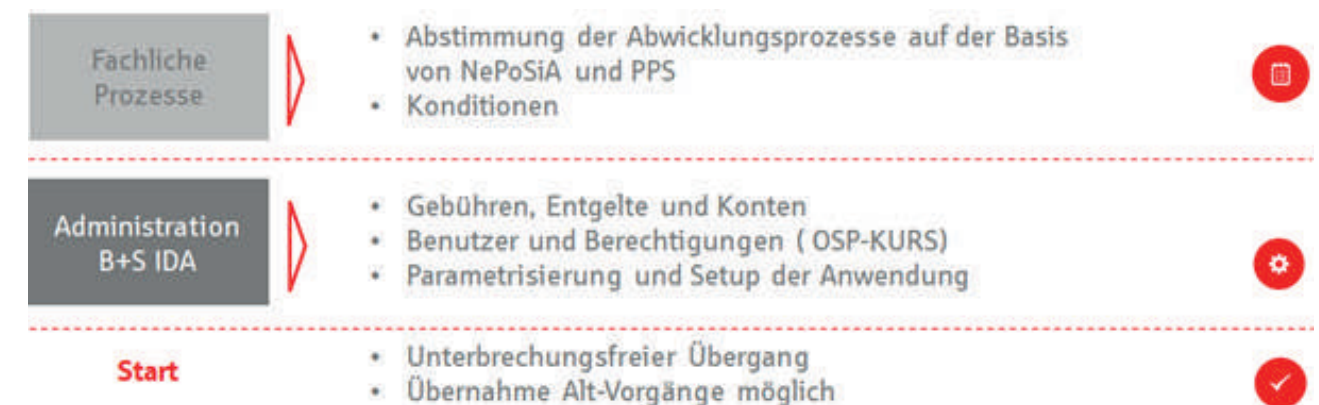 Fachliche
Prozesse
• Abstimmung der Abwicklungsprozesse auf der Basis
von NePoSiA und PPS
• Konditionen
Administration
B+S IDA
• Gebühren, Entgelte und Konten
• Benutzer und Berechtigungen ( OSP-KURS)
• Parametrisierung und Setup der Anwendung
Start
• Unterbrechungsfreier Übergang
• Übernahme Alt-Vorgänge möglich